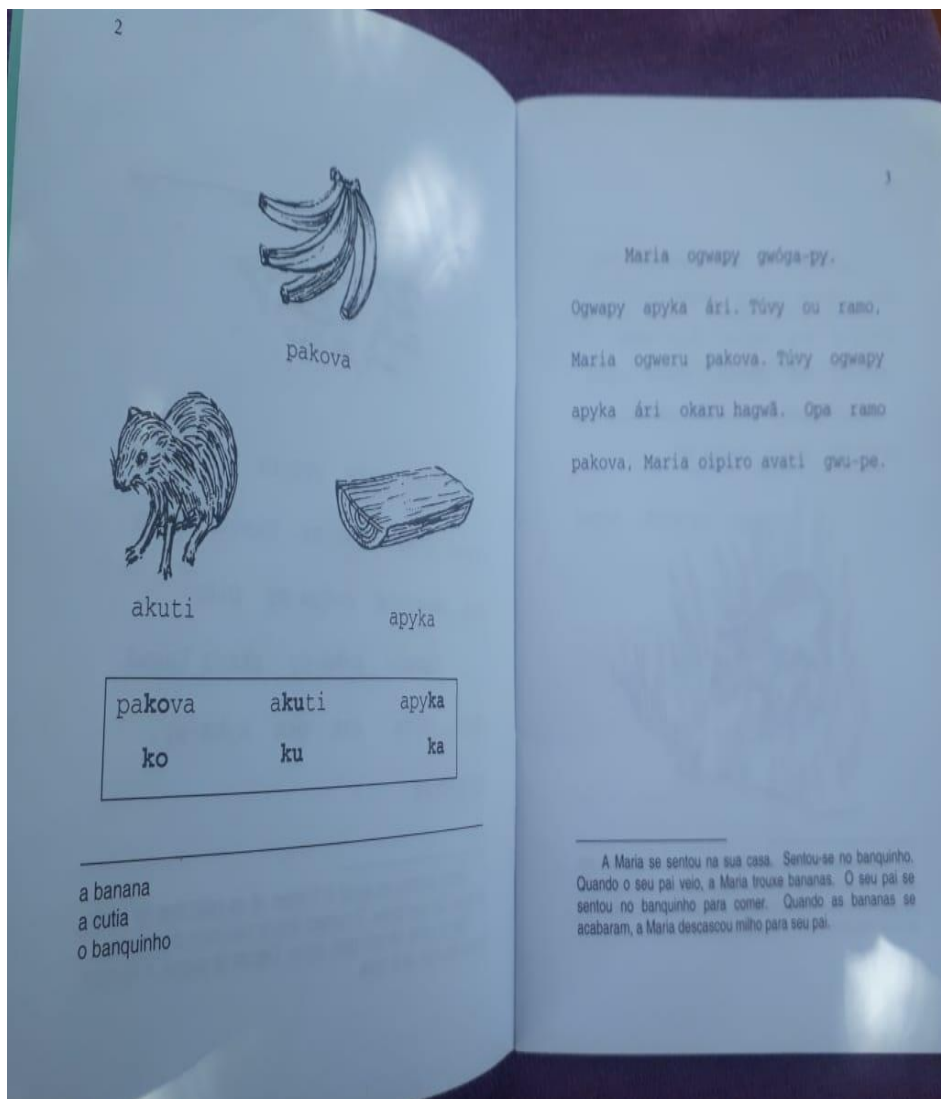 2
pakova
akuti
apyka
pakova akuti apyka
ko ku ka
a banana
a cutia
o banquinho
3
Maria ogwapy gwóga-py.
Ogwapy apyka ári. Túvy ou ramo,
Maria ogweru pakova. Túvy ogwapy
apyka ári okaru hagwã. Opa ramo
pakova, Maria oipiro avati gwu-pe.
A Maria se sentou na sua casa. Sentou-se no banquinho.
Quando o seu pai veio, a Maria trouxe bananas. O seu pai se
sentou no banquinho para comer. Quando as bananas se
acabaram, a Maria descascou milho para seu pai.